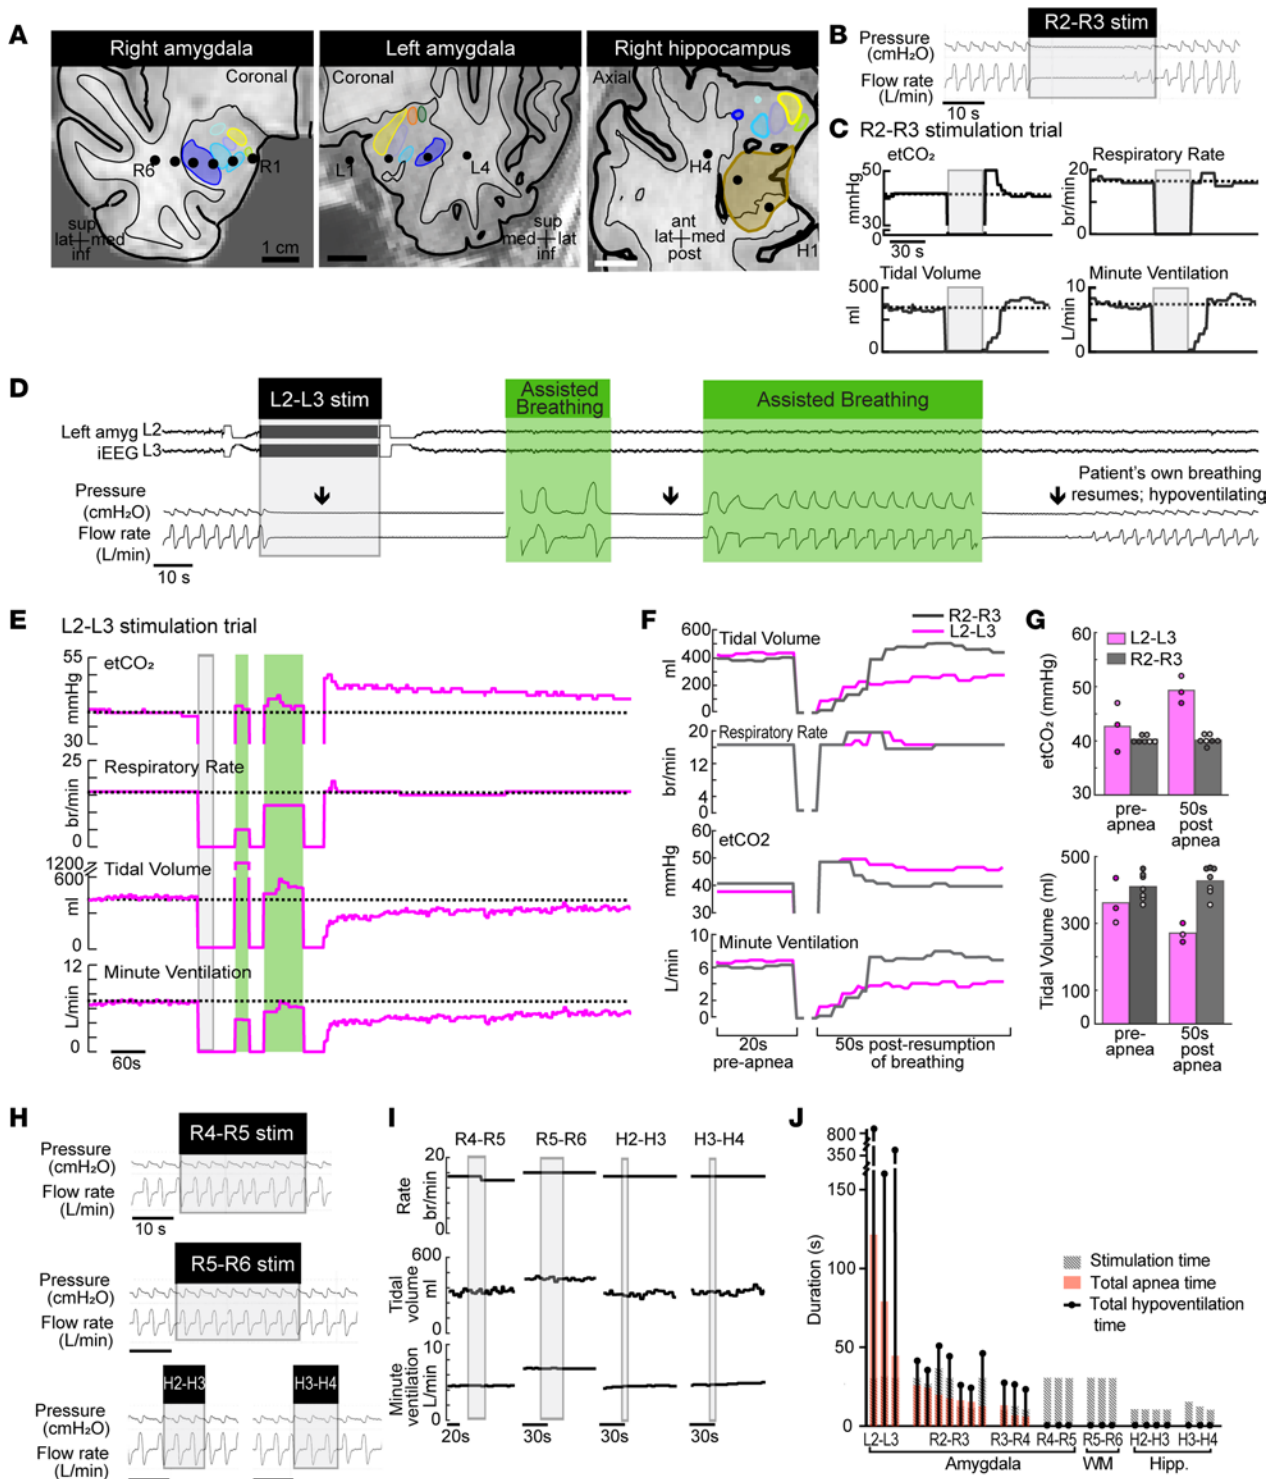 A
Right amygdala
Left amygdala
Right hippocampus
Coronal
Coronal
Axial
R6
R1
L1
L4
H4
H1
sup
lat med
inf
1 cm
sup
med lat
inf
ant
lat med
post
B
R2-R3 stim
Pressure
(cmH₂O)
Flow rate
(L/min)
10 s
C
R2-R3 stimulation trial
etCO₂
mmHg
50
30
0
30 s
Respiratory Rate
br/min
20
0
Tidal Volume
ml
500
0
Minute Ventilation
L/min
10
0
D
L2-L3 stim
Assisted
Breathing
Assisted Breathing
Left amyg L2
iEEG L3
Pressure
(cmH₂O)
Flow rate
(L/min)
10 s
Patient's own breathing
resumes; hypoventilating
E
L2-L3 stimulation trial
etCO₂
mmHg
55
30
Respiratory Rate
br/min
25
0
Tidal Volume
ml
1200
600
0
Minute Ventilation
L/min
12
0
60s
F
R2-R3
L2-L3
Tidal Volume
ml
600
400
200
0
Respiratory Rate
br/min
20
16
12
8
4
0
etCO2
mmHg
60
50
40
30
Minute Ventilation
L/min
8
6
4
2
0
20s
pre-apnea
50s post-resumption
of breathing
G
L2-L3
R2-R3
etCO₂ (mmHg)
60
50
40
30
pre-
apnea
50s
post
apnea
Tidal Volume (ml)
500
300
100
0
pre-
apnea
50s
post
apnea
H
R4-R5 stim
Pressure
(cmH₂O)
Flow rate
(L/min)
10 s
R5-R6 stim
Pressure
(cmH₂O)
Flow rate
(L/min)
H2-H3
H3-H4
Pressure
(cmH₂O)
Flow rate
(L/min)
I
R4-R5
R5-R6
H2-H3
H3-H4
Rate
br/min
20
0
Tidal
volume
ml
600
0
Minute
ventilation
L/min
10
0
20s
30s
30s
30s
J
Duration (s)
800
350
150
100
50
0
Stimulation time
Total apnea time
Total hypoventilation
time
L2-L3
R2-R3
R3-R4
R4-R5
R5-R6
H2-H3
H3-H4
Amygdala
WM
Hipp.